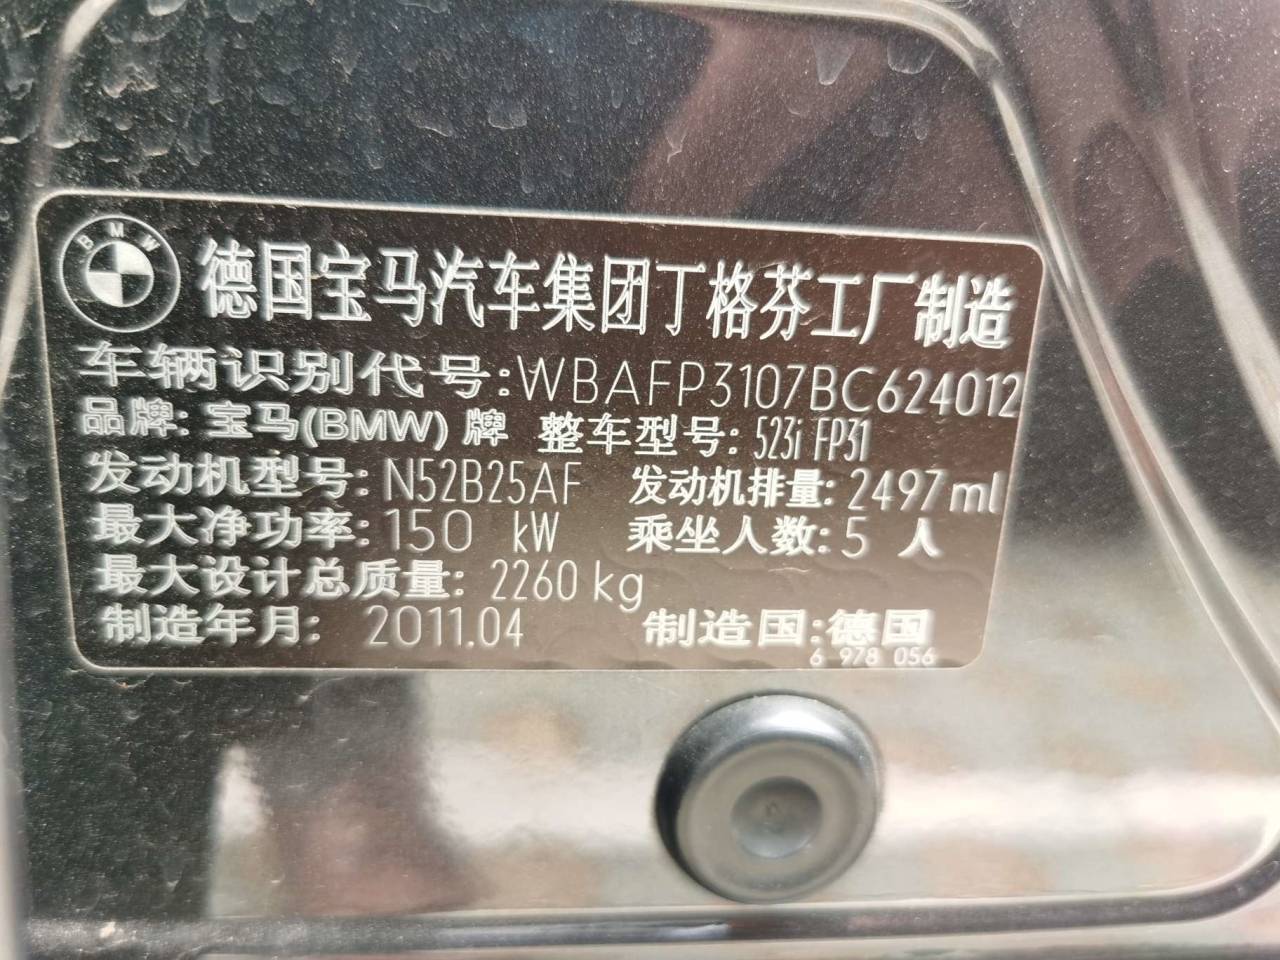 BMW
德国宝马汽车集团丁格芬工厂制造
车辆识别代号:WBAFP3107BC624012
品牌:宝马(BMW)牌 整车型号:523i FP31
发动机型号:N52B25AF 发动机排量:2497ml
最大净功率:150 kW 乘坐人数:5 人
最大设计总质量: 2260kg
制造年月: 2011.04 制造国:德国
6 978 056